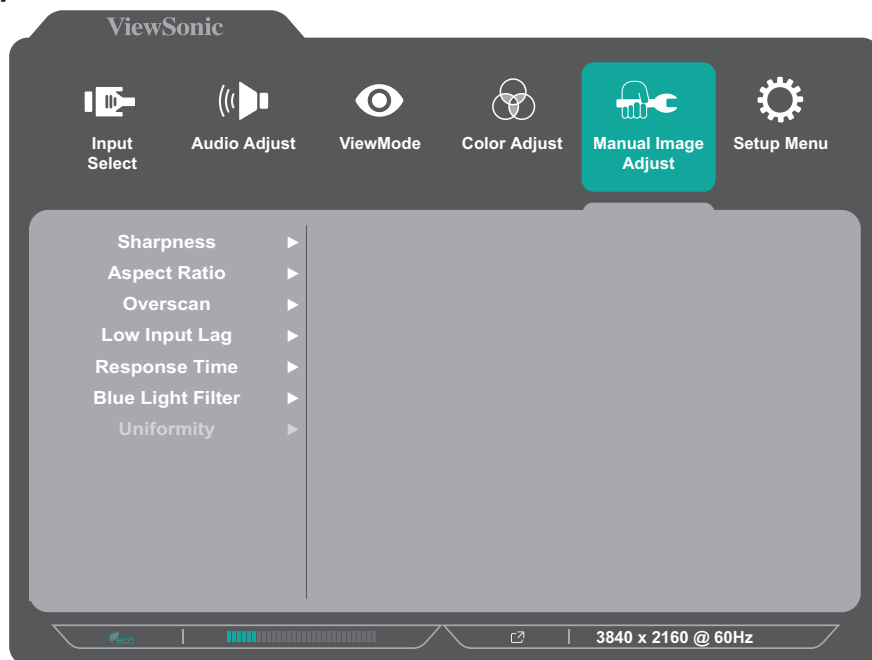 ViewSonic
Input
Select
Audio Adjust
ViewMode
Color Adjust
Manual Image
Adjust
Setup Menu
Sharpness
Aspect Ratio
Overscan
Low Input Lag
Response Time
Blue Light Filter
Uniformity
eco
3840 x 2160 @ 60Hz